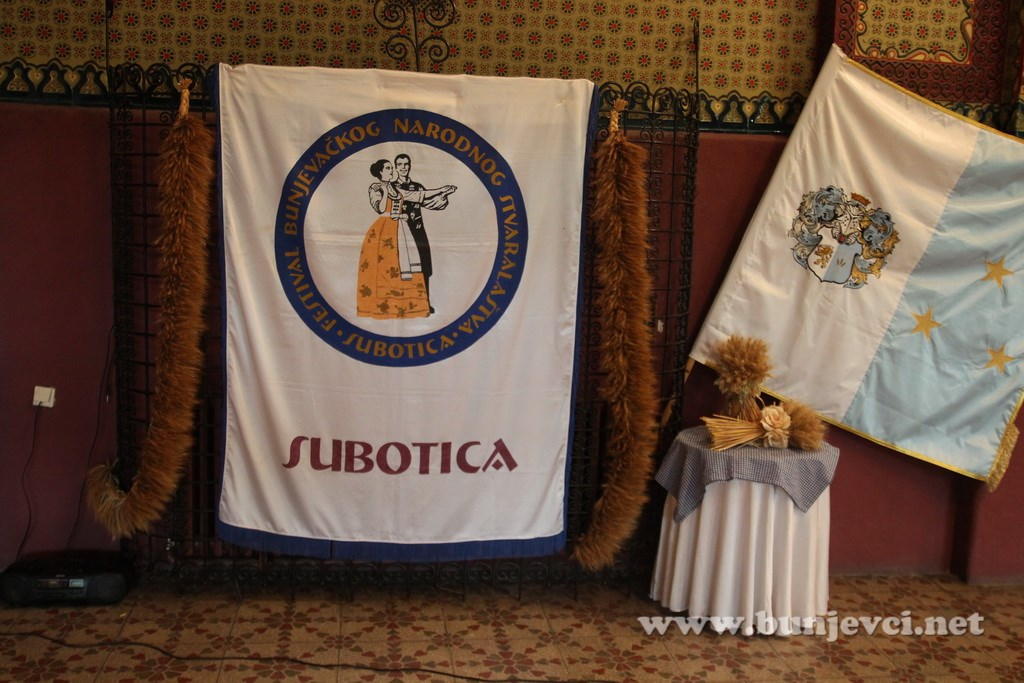 FESTIVAL BUNJEVAČKOG NARODNOG STVARALAŠTVA
· SUBOTICA ·
SUBOTICA
www.bunjevci.net